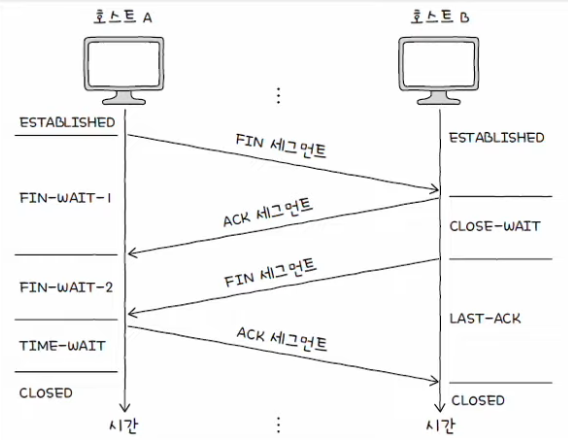 호스트 A
호스트 B
⋮
ESTABLISHED
ESTABLISHED
FIN 세그먼트
FIN-WAIT-1
ACK 세그먼트
CLOSE-WAIT
FIN 세그먼트
FIN-WAIT-2
LAST-ACK
ACK 세그먼트
TIME-WAIT
CLOSED
CLOSED
시간
⋮
시간